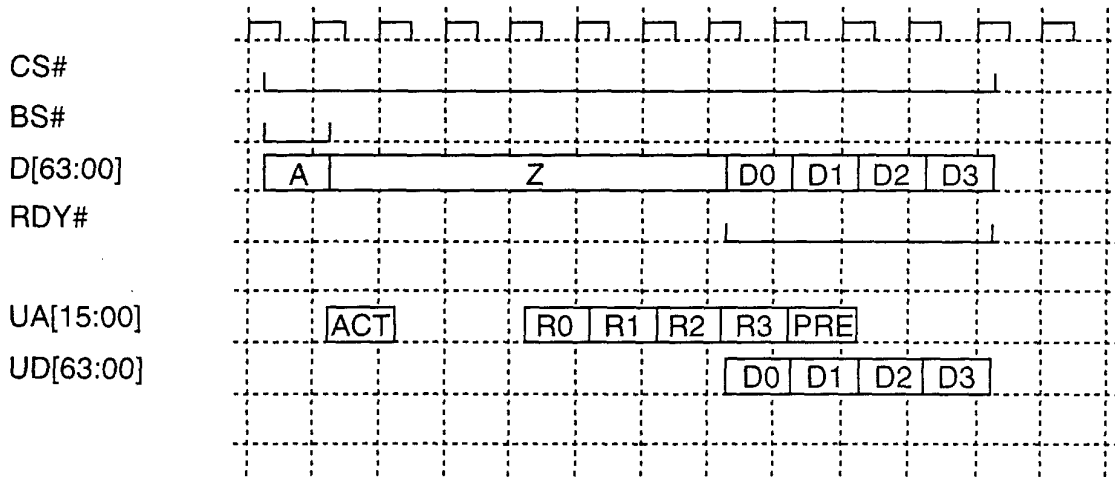 CS#
BS#
D[63:00] A Z D0 D1 D2 D3
RDY#
UA[15:00] ACT R0 R1 R2 R3 PRE
UD[63:00] D0 D1 D2 D3